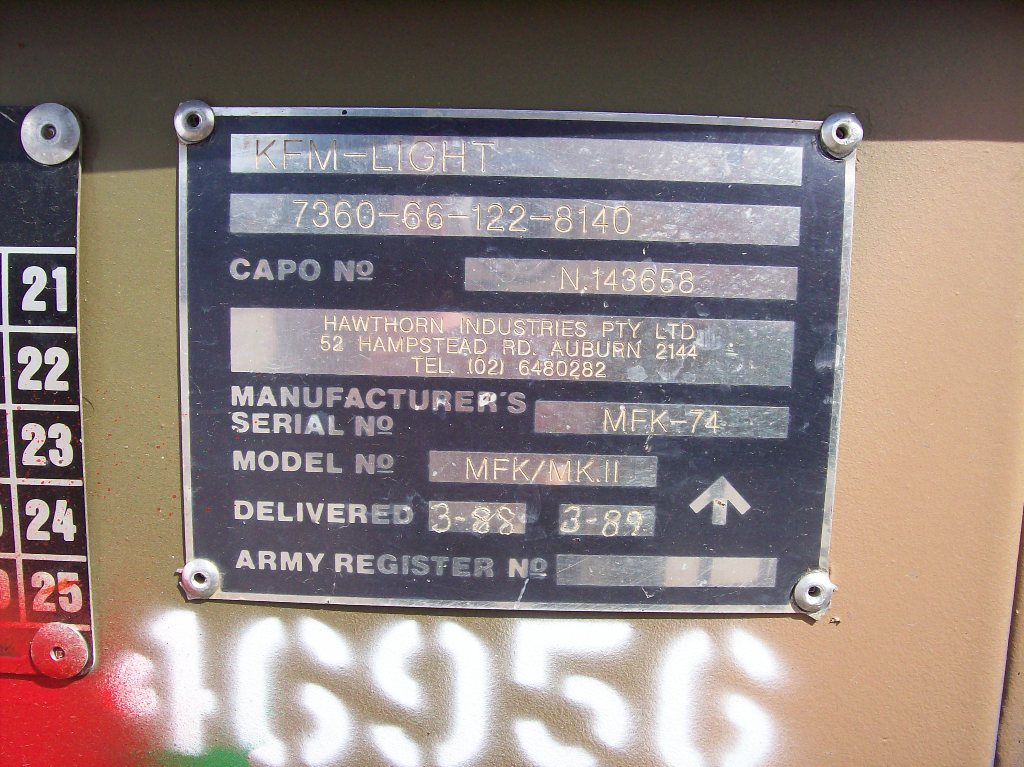 KFM-LIGHT
7360-66-122-8140
CAPO Nº N.143658
HAWTHORN INDUSTRIES PTY LTD
52 HAMPSTEAD RD. AUBURN 2144
TEL. (02) 6480282
MANUFACTURER'S
SERIAL Nº MFK-74
MODEL Nº MFK/MK.II
DELIVERED 3-88 3-89
ARMY REGISTER Nº
21
22
23
24
25
46956